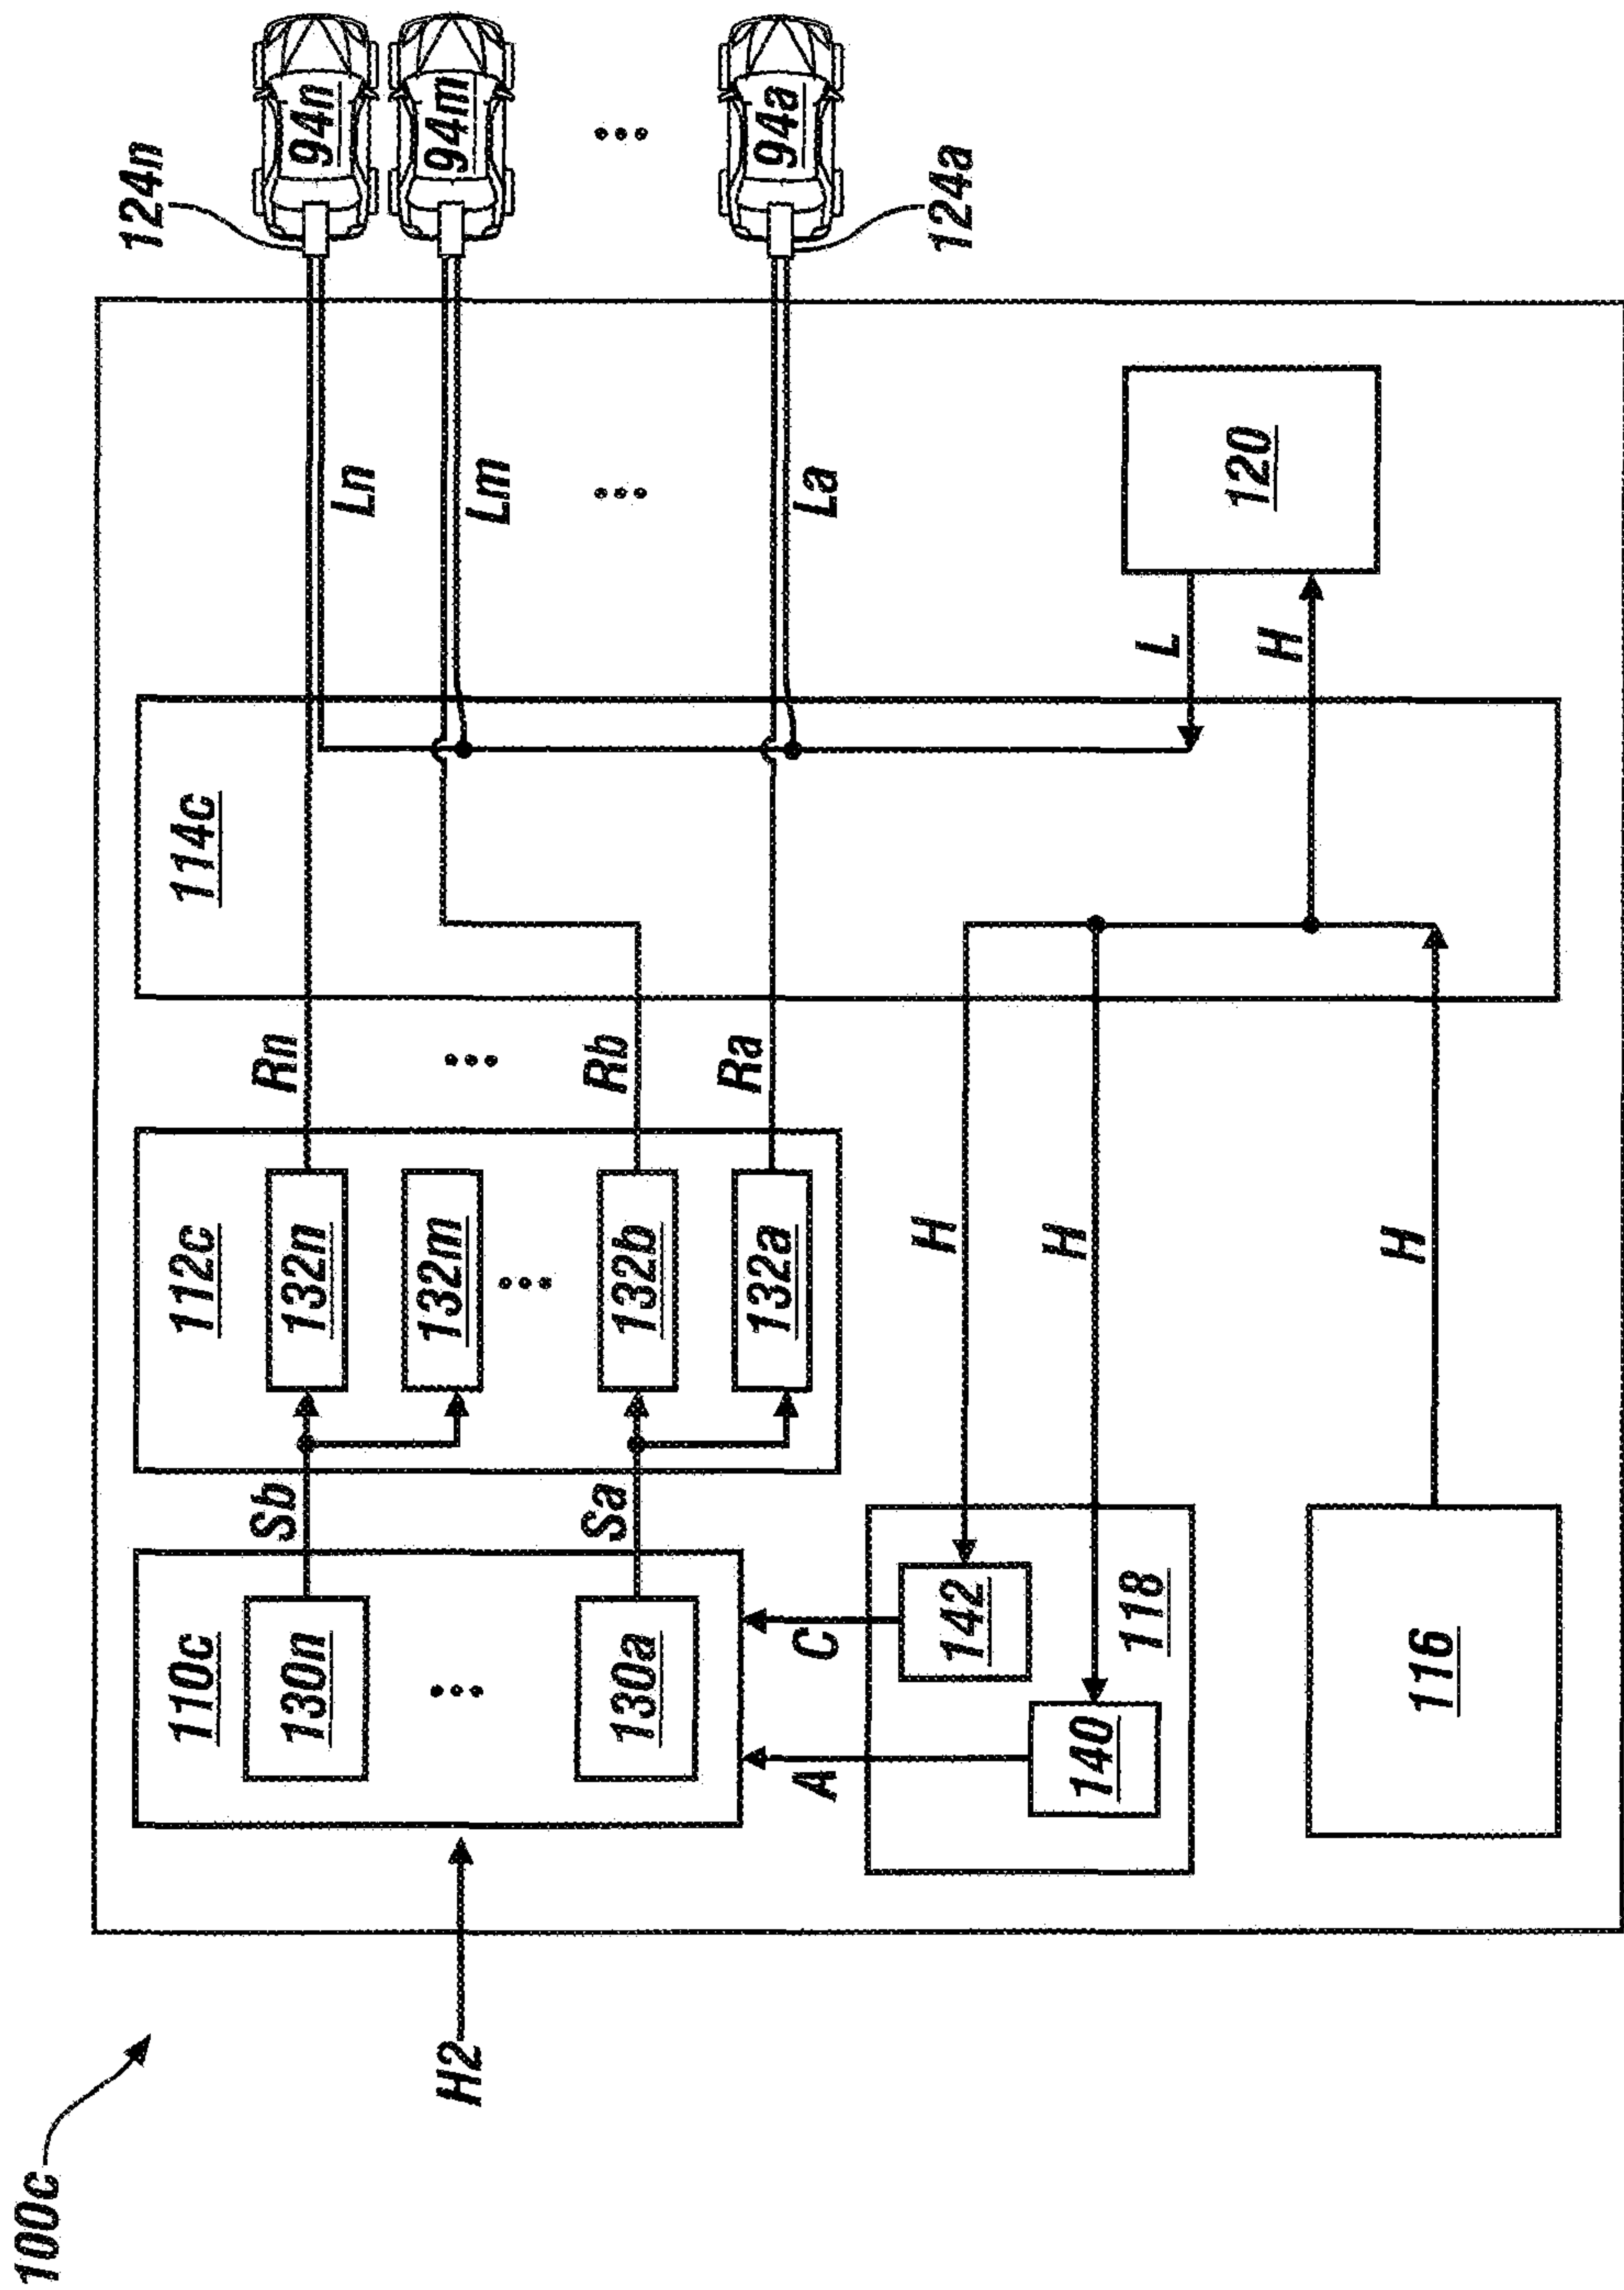 100c
H2
110c
130n
130a
Sb
Sa
112c
132n
132m
132b
132a
Rn
Rb
Ra
114c
Ln
Lm
La
124n
94n
94m
94a
124a
120
L
H
H
H
H
C
A
142
140
118
116